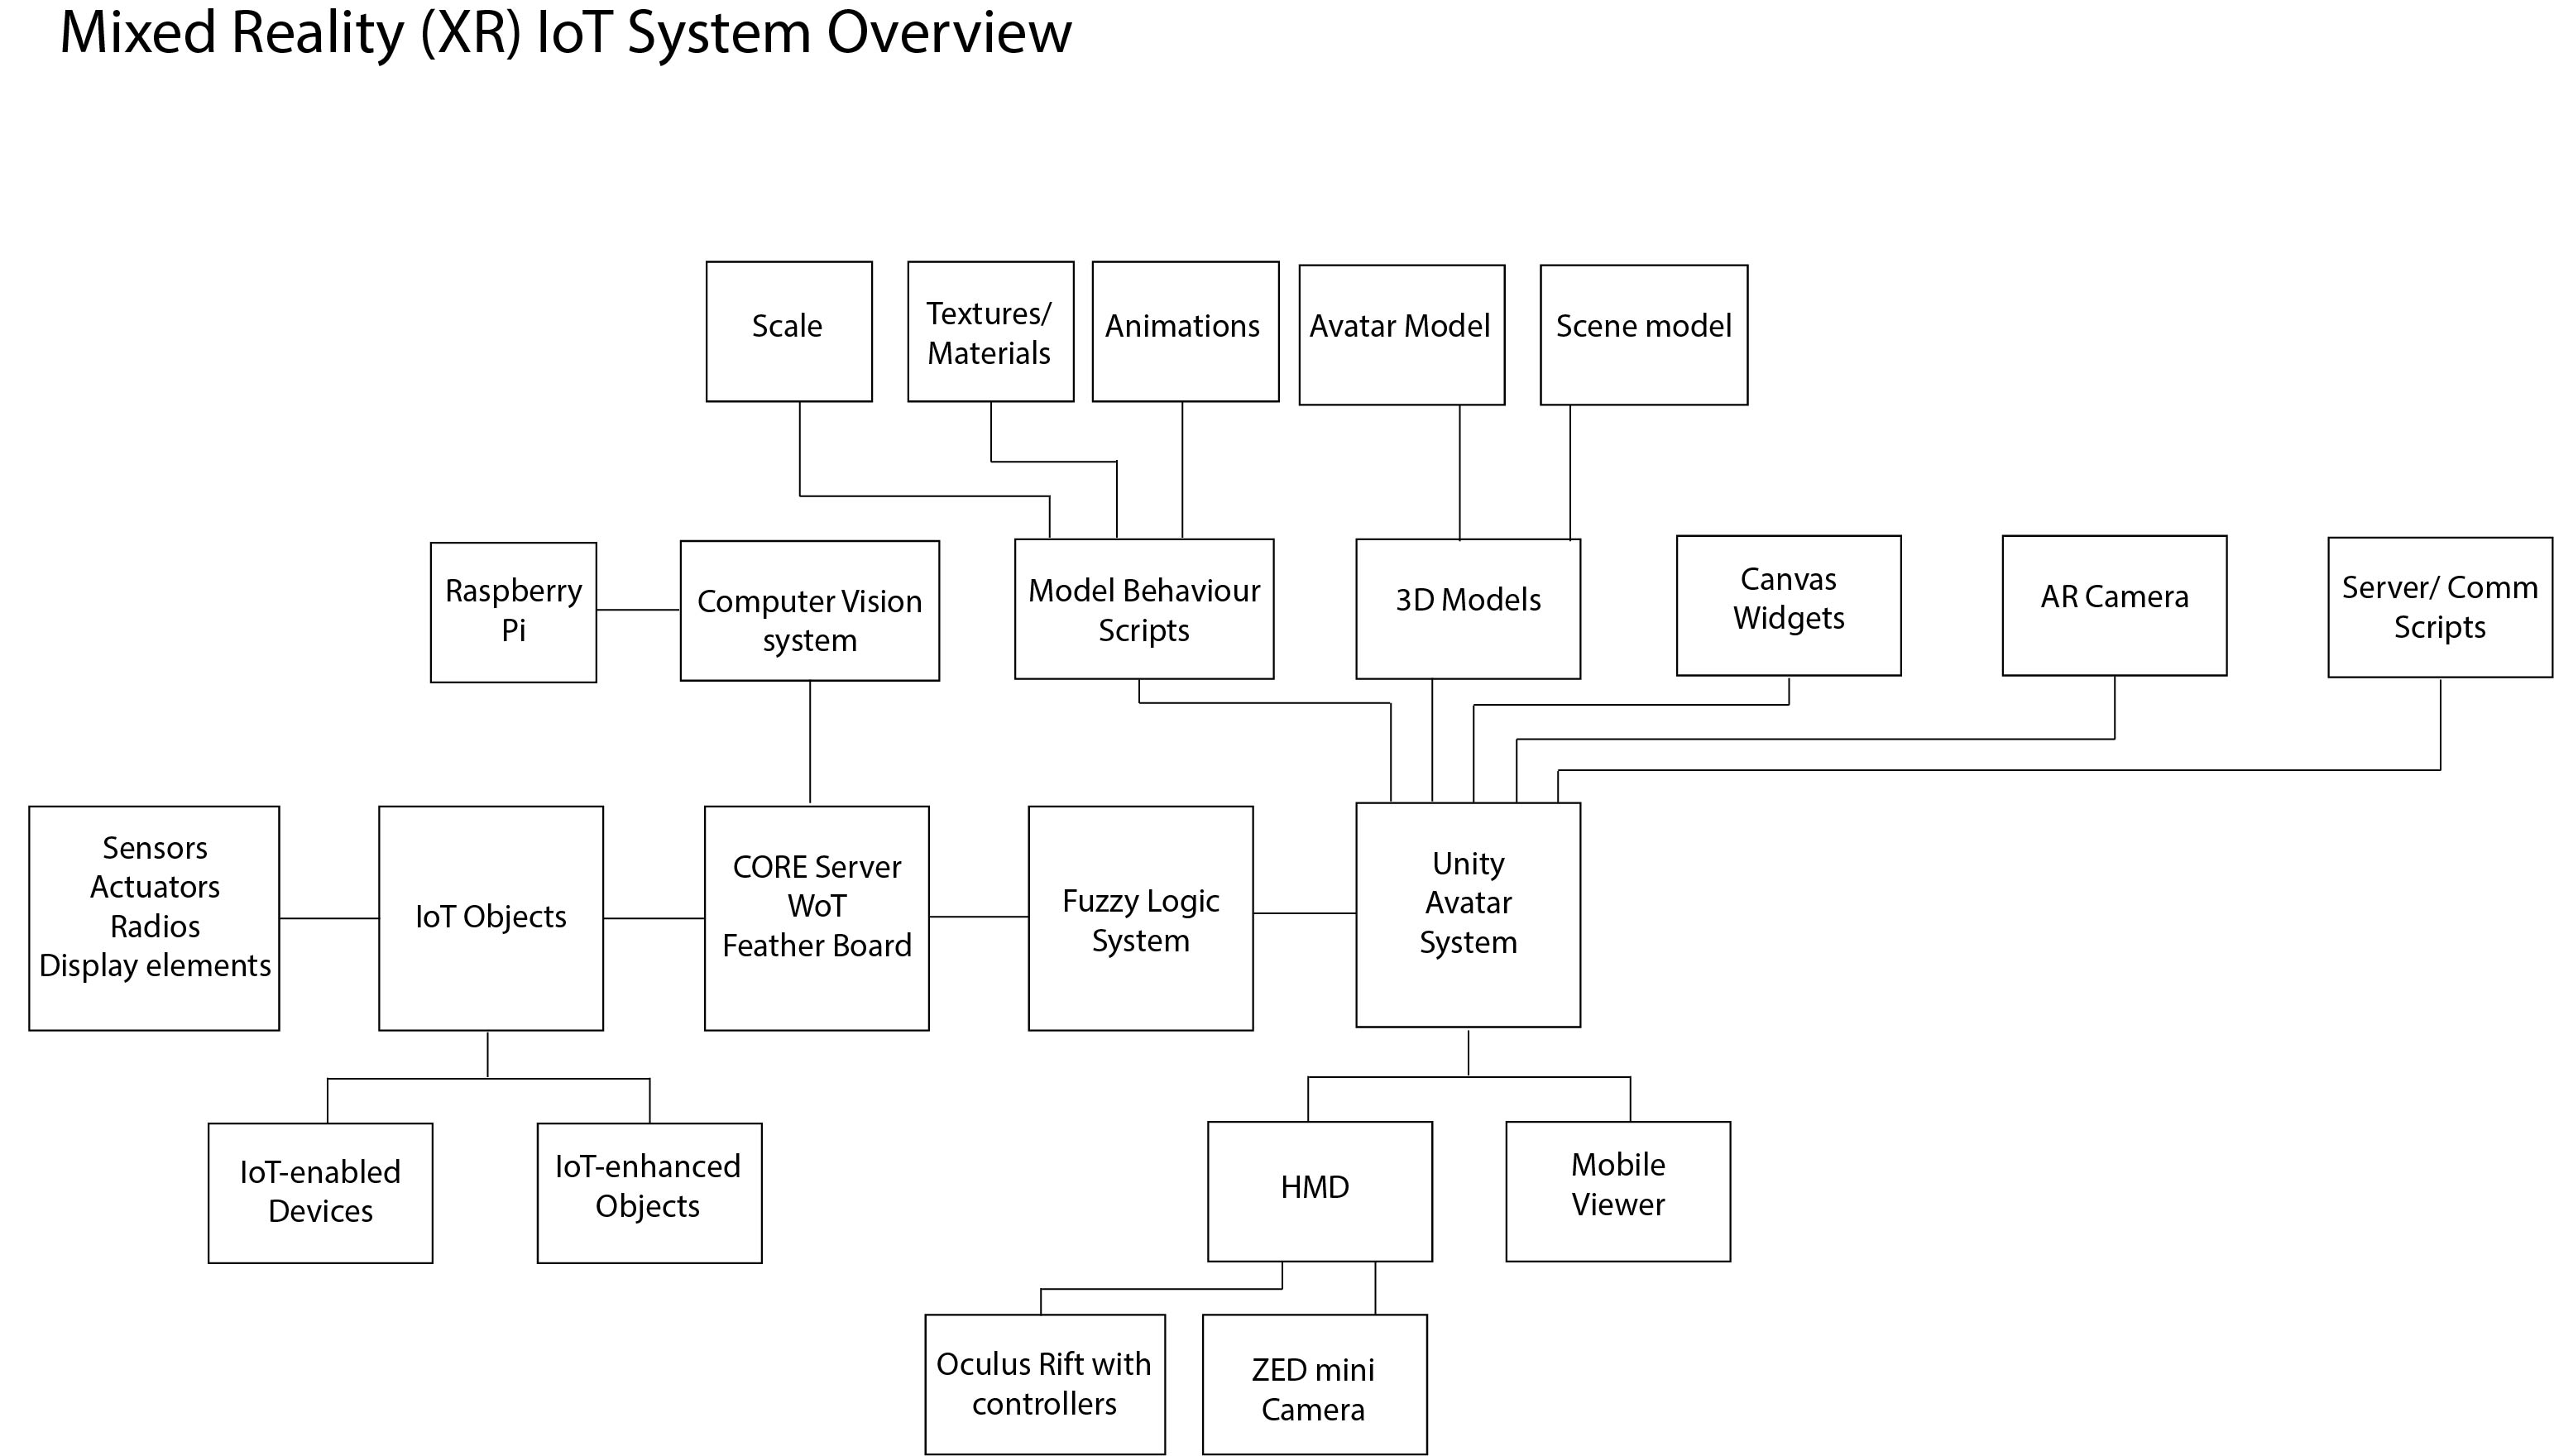 Mixed Reality (XR) IoT System Overview
Scale
Textures/
Materials
Animations
Avatar Model
Scene model
Raspberry
Pi
Computer Vision
system
Model Behaviour
Scripts
3D Models
Canvas
Widgets
AR Camera
Server/ Comm
Scripts
Sensors
Actuators
Radios
Display elements
IoT Objects
CORE Server
WoT
Feather Board
Fuzzy Logic
System
Unity
Avatar
System
IoT-enabled
Devices
IoT-enhanced
Objects
HMD
Mobile
Viewer
Oculus Rift with
controllers
ZED mini
Camera